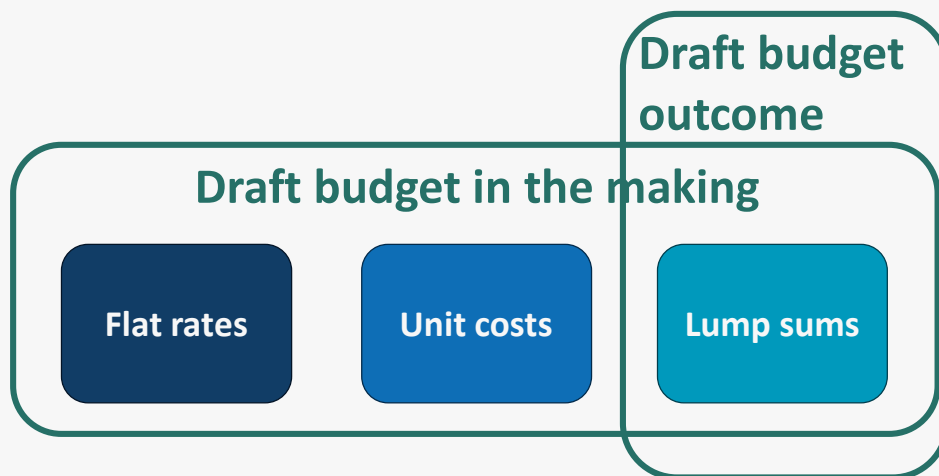 Draft budget
outcome
Draft budget in the making
Flat rates
Unit costs
Lump sums